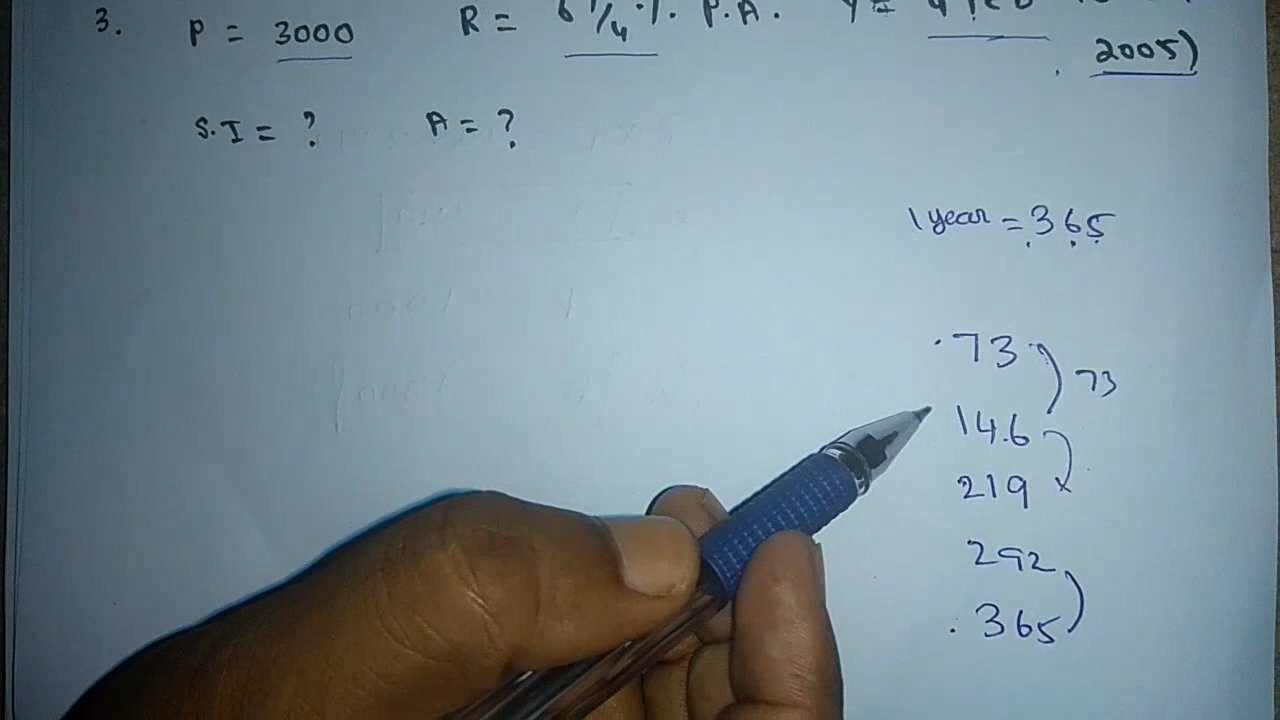 3. P = 3000 R = 6 1/4 %. P.A.
2005)
S.I = ? A = ?
1 year = 365
73
73
14.6
219
292
365